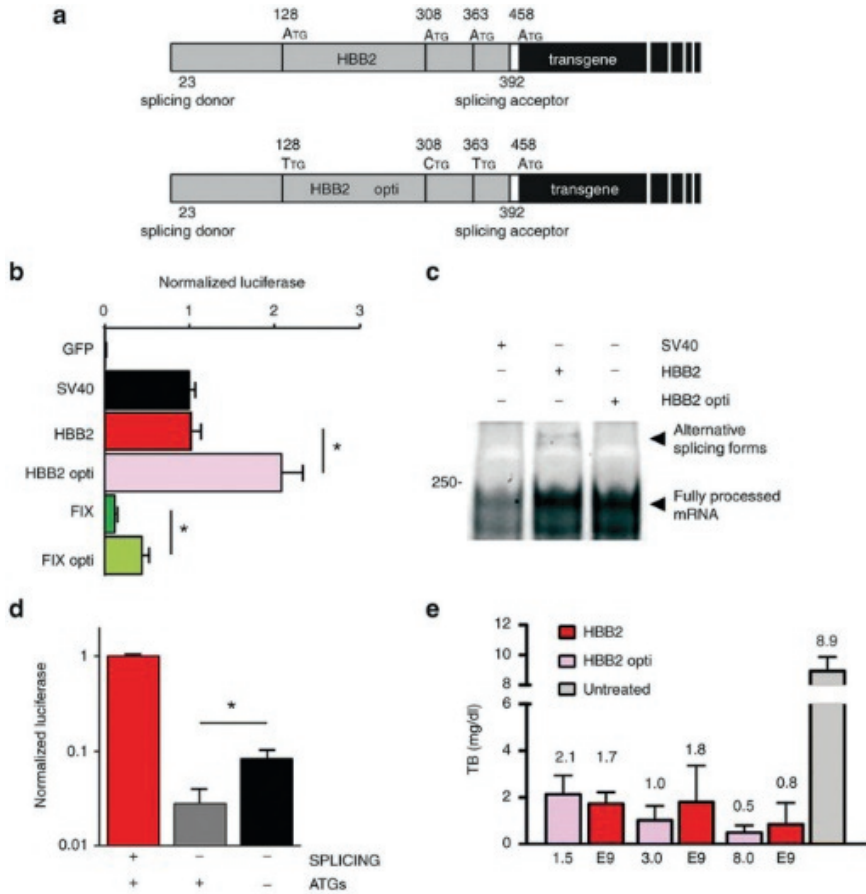 a
128 308 363 458
ATG ATG ATG ATG
HBB2 transgene
23 392
splicing donor splicing acceptor
128 308 363 458
TTG CTG TTG ATG
HBB2 opti transgene
23 392
splicing donor splicing acceptor
b
Normalized luciferase
0 1 2 3
GFP
SV40
HBB2
*
HBB2 opti
FIX
*
FIX opti
c
+ – – SV40
– + – HBB2
– – + HBB2 opti
Alternative
splicing forms
250-
Fully processed
mRNA
d
Normalized luciferase
1
0.1
0.01
*
+ – – SPLICING
+ + – ATGs
e
TB (mg/dl)
12
10
8
6
4
2
0
HBB2
HBB2 opti
Untreated
2.1 1.7 1.0 1.8 0.5 0.8 8.9
1.5 E9 3.0 E9 8.0 E9